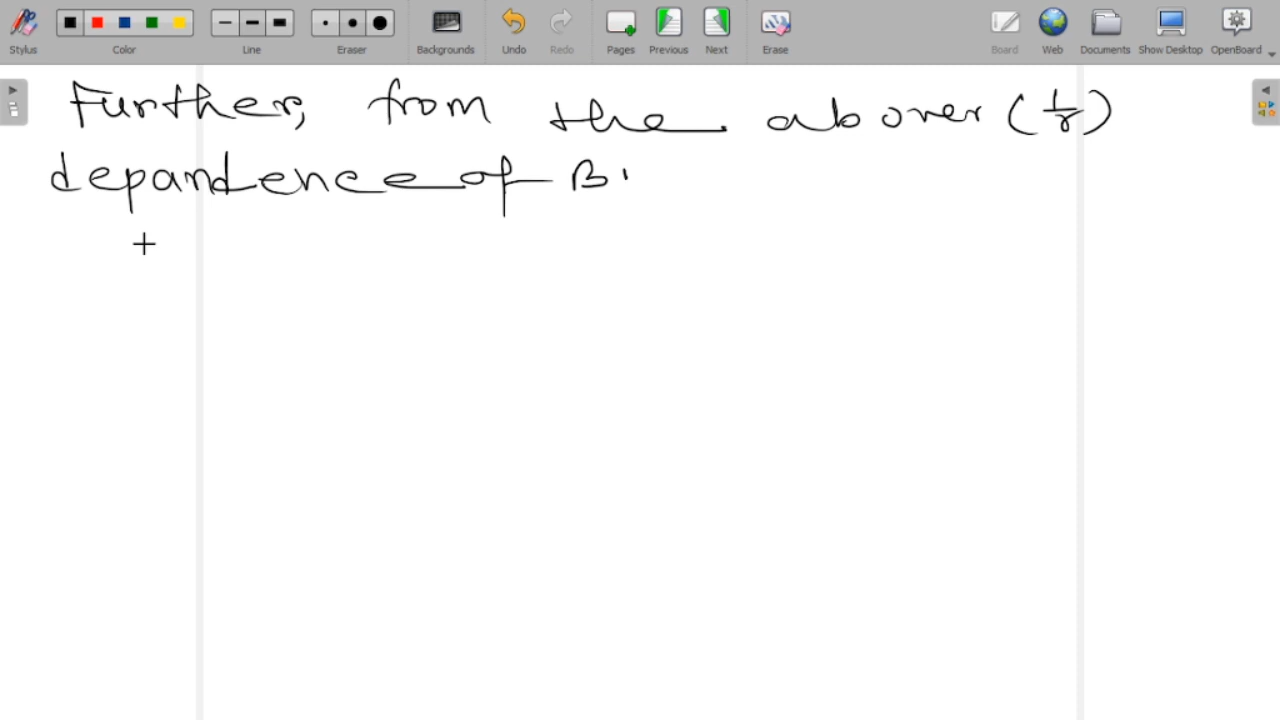 Stylus Color Line Eraser Backgrounds Undo Redo Pages Previous Next Erase Board Web Documents Show Desktop OpenBoard
Further, from the abover (1/r)
depandence of B.
+